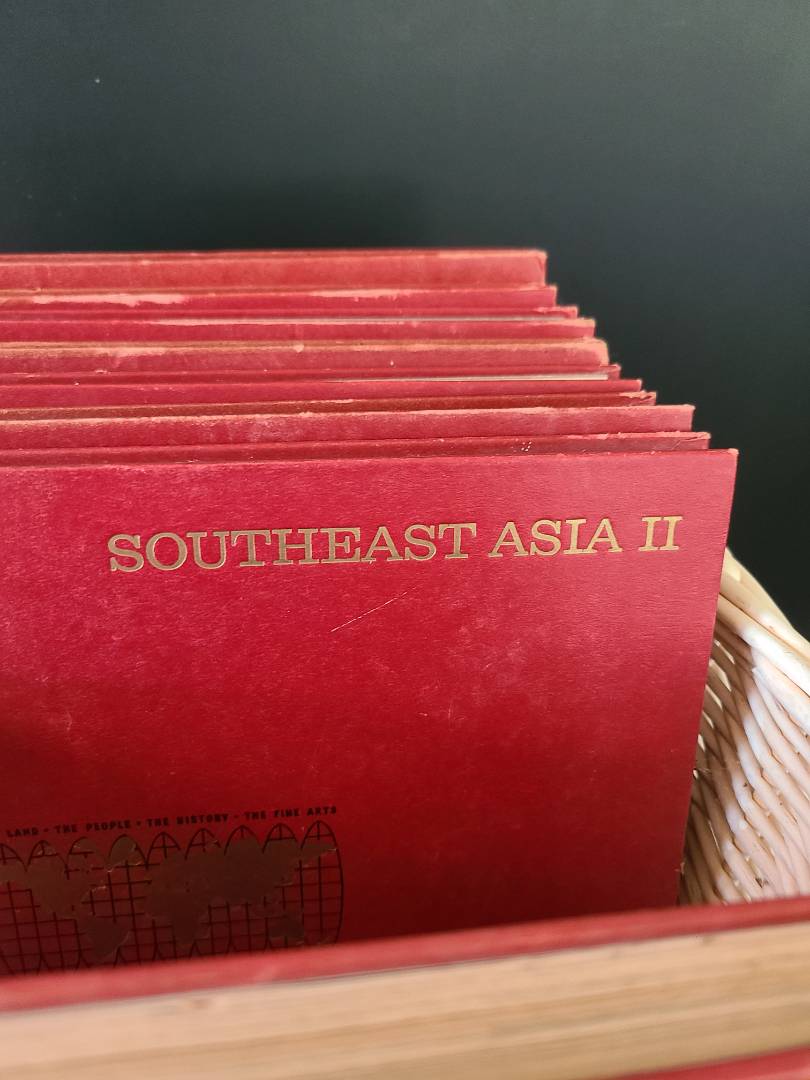 SOUTHEAST ASIA II
LAND • THE PEOPLE • THE HISTORY • THE FINE ARTS